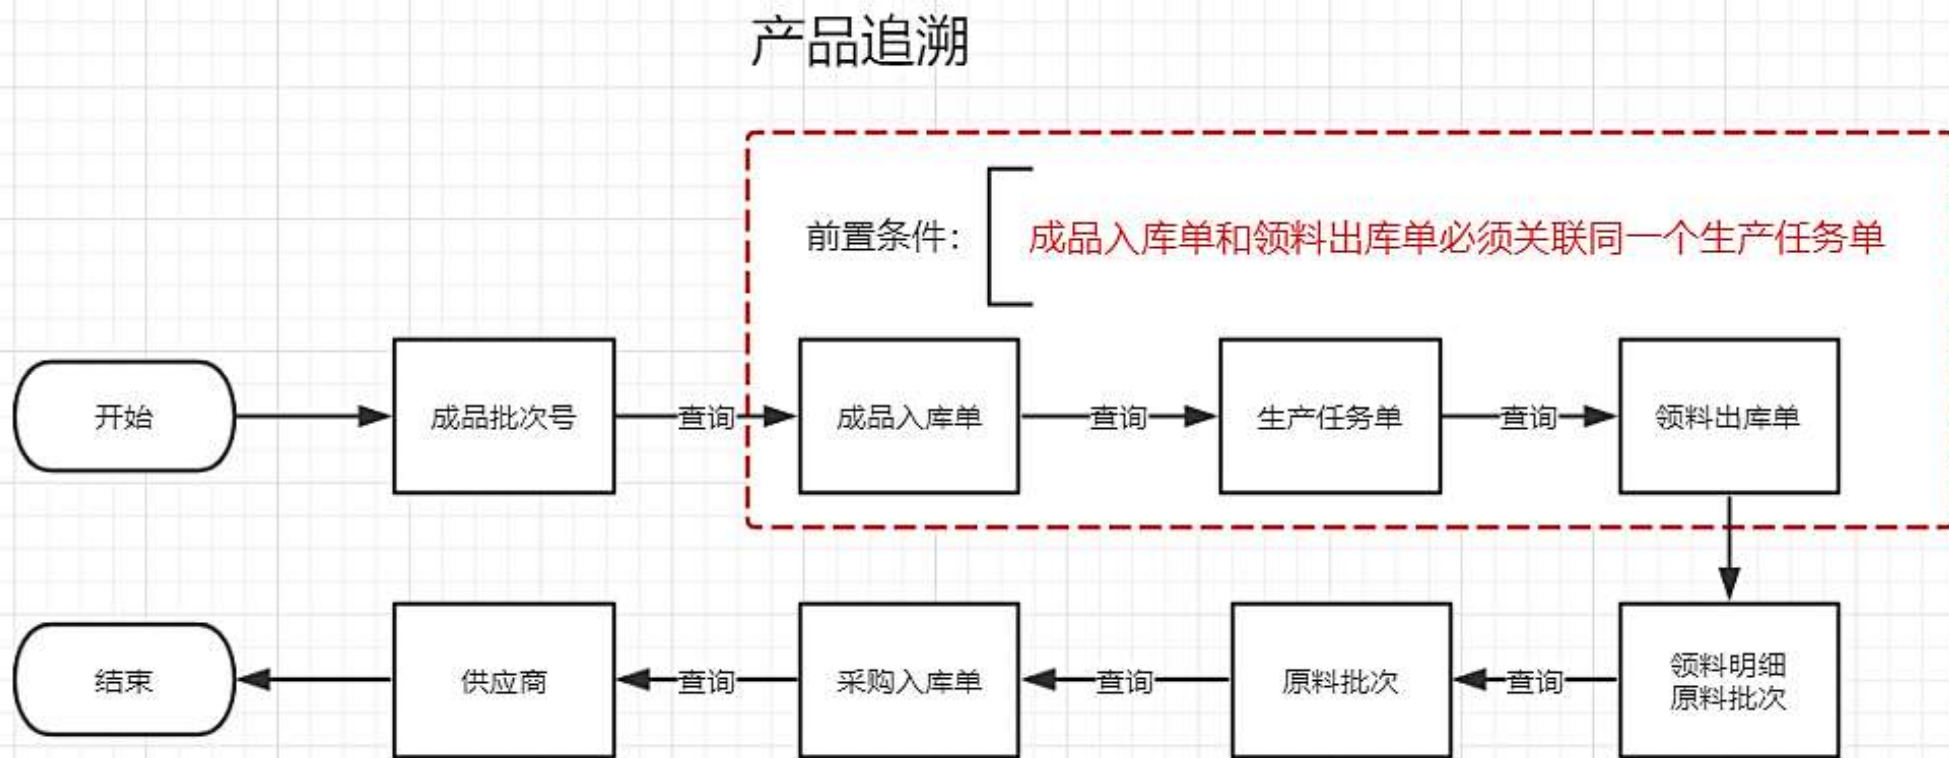 产品追溯
前置条件：
成品入库单和领料出库单必须关联同一个生产任务单
开始
成品批次号
查询
成品入库单
查询
生产任务单
查询
领料出库单
结束
供应商
查询
采购入库单
查询
原料批次
查询
领料明细
原料批次